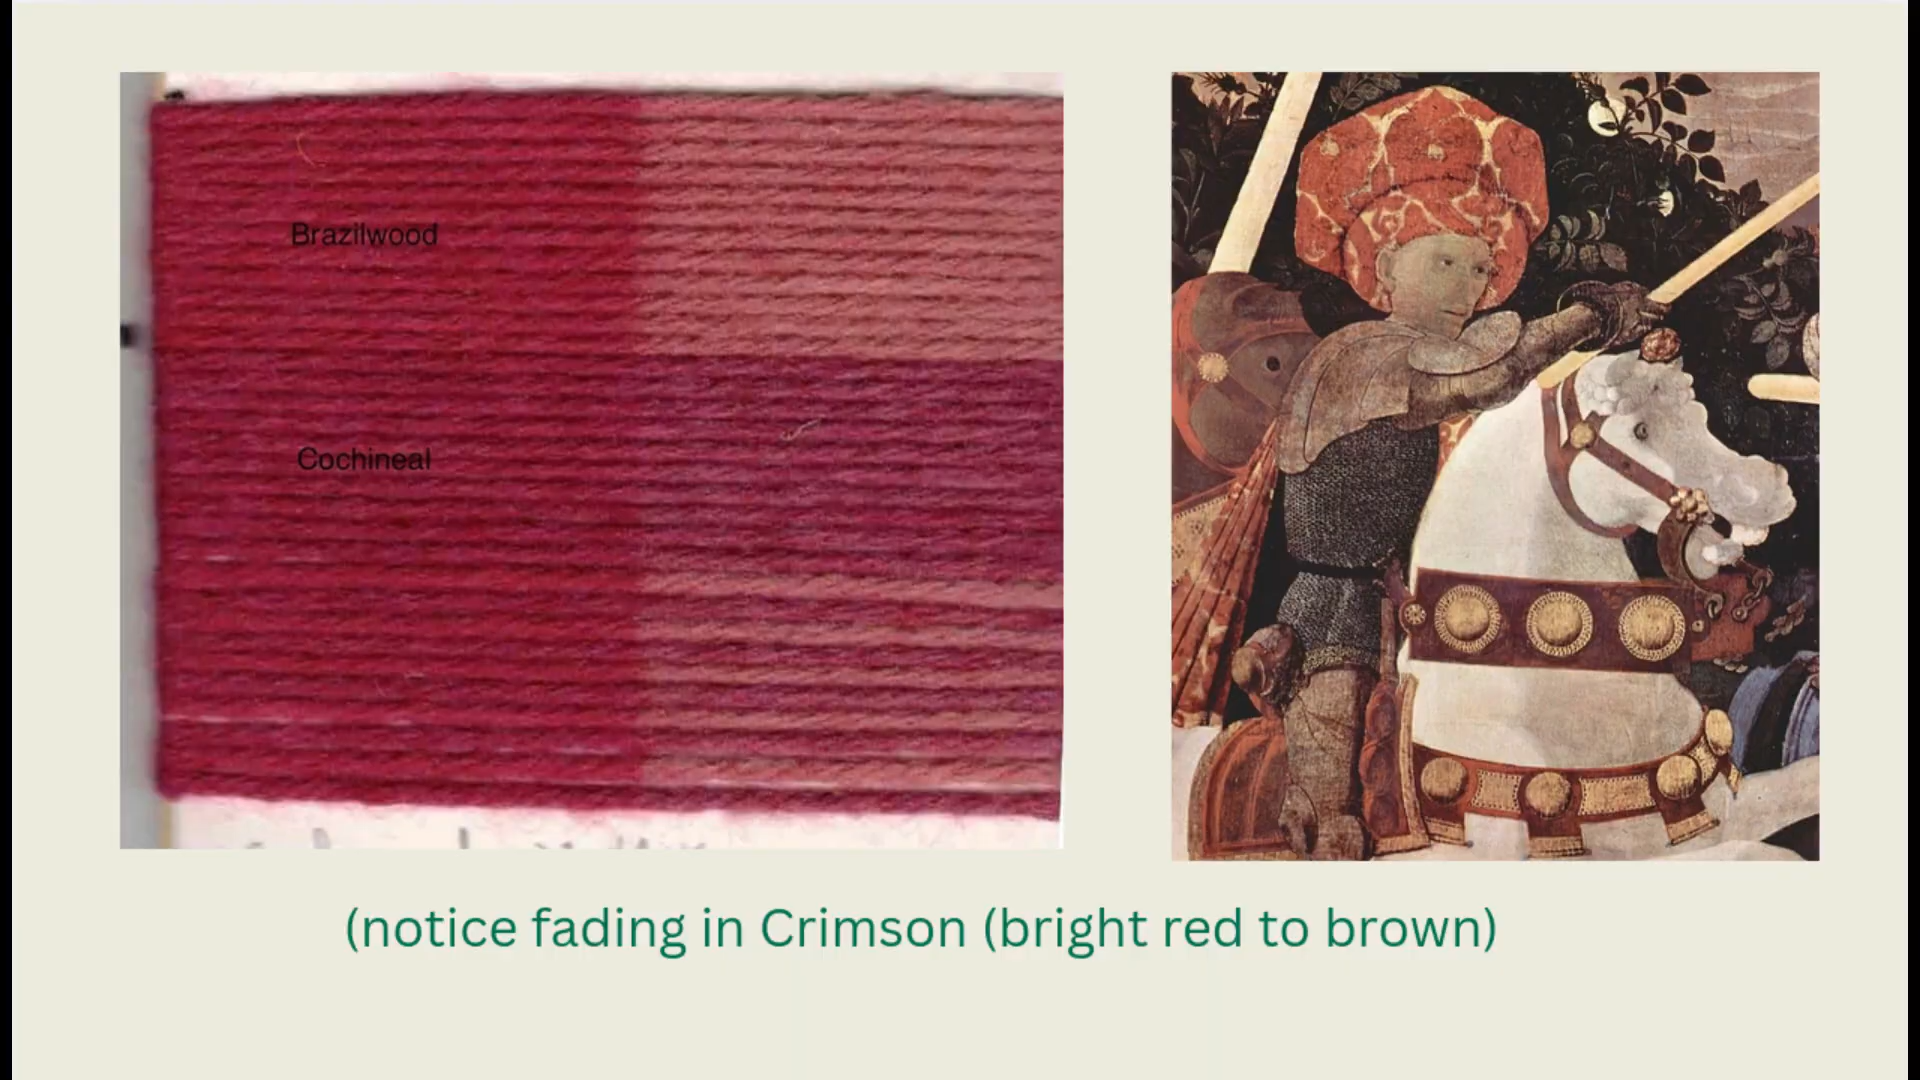 Brazilwood
Cochineal
(notice fading in Crimson (bright red to brown)